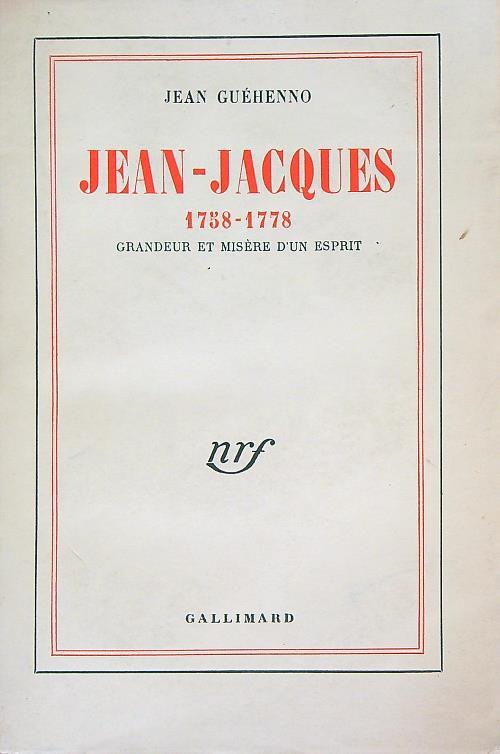 JEAN GUÉHENNO
JEAN-JACQUES
1758-1778
GRANDEUR ET MISÈRE D'UN ESPRIT
nrf
GALLIMARD